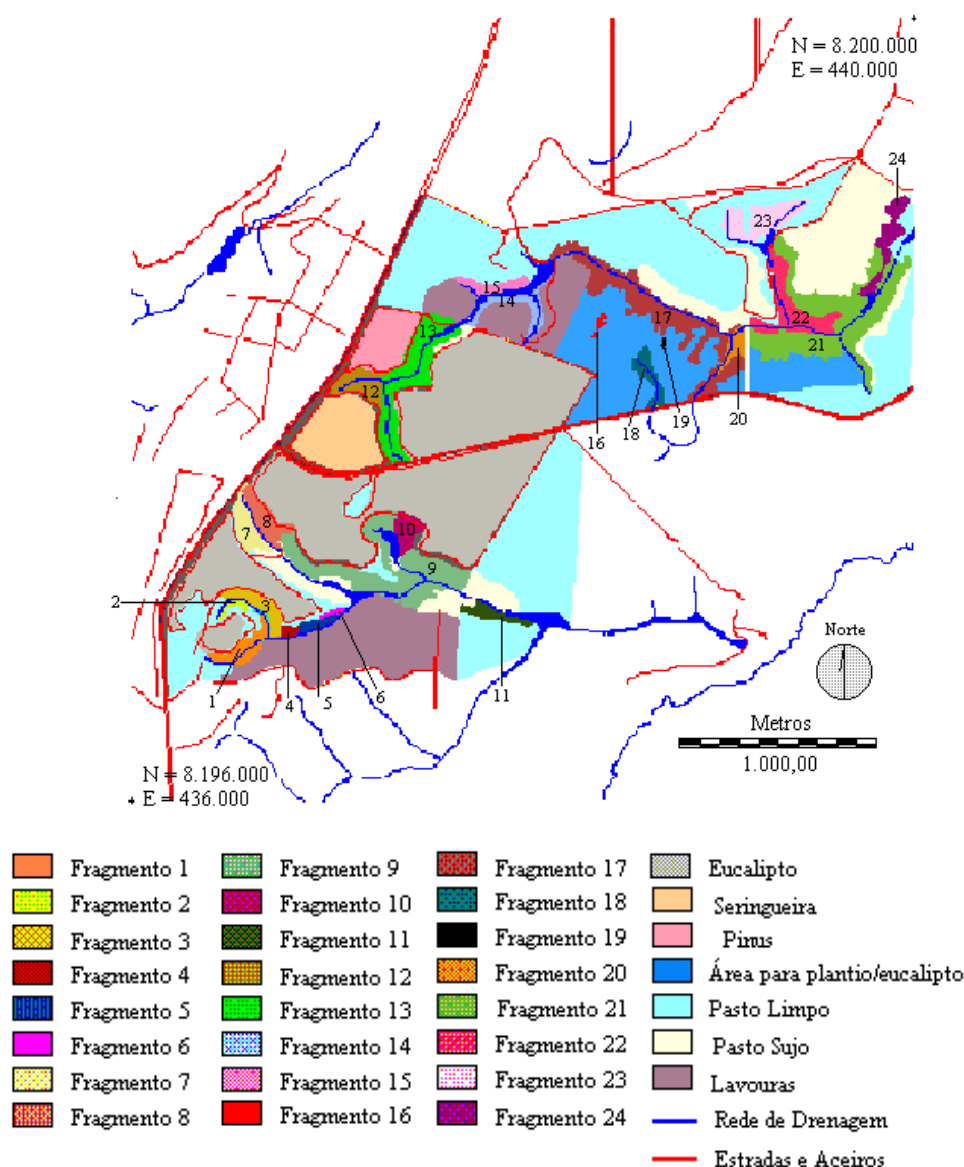 N = 8.200.000
E = 440.000
24
23
15
14
17
13
22
21
12
16
18
19
20
8
7
10
9
2
3
Norte
1
4
5
6
11
Metros
1.000,00
N = 8.196.000
E = 436.000
Fragmento 1
Fragmento 2
Fragmento 3
Fragmento 4
Fragmento 5
Fragmento 6
Fragmento 7
Fragmento 8
Fragmento 9
Fragmento 10
Fragmento 11
Fragmento 12
Fragmento 13
Fragmento 14
Fragmento 15
Fragmento 16
Fragmento 17
Fragmento 18
Fragmento 19
Fragmento 20
Fragmento 21
Fragmento 22
Fragmento 23
Fragmento 24
Eucalipto
Seringueira
Pinus
Área para plantio/eucalipto
Pasto Limpo
Pasto Sujo
Lavouras
Rede de Drenagem
Estradas e Aceiros